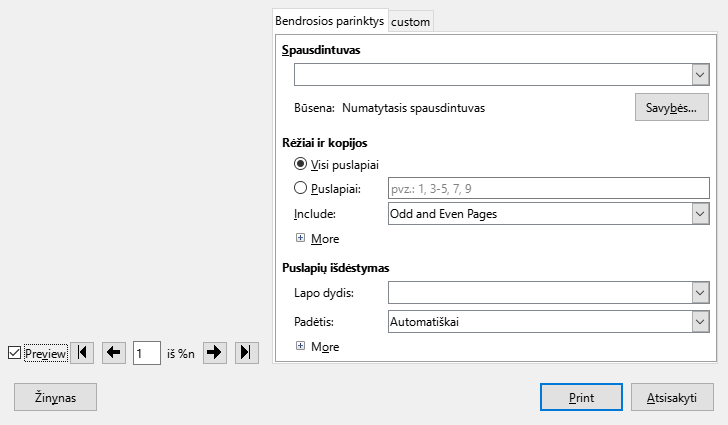 Bendrosios parinktys custom
Spausdintuvas
Būsena: Numatytasis spausdintuvas Savybės...
Rėžiai ir kopijos
Visi puslapiai
Puslapiai: pvz.: 1, 3-5, 7, 9
Include: Odd and Even Pages
More
Puslapių išdėstymas
Lapo dydis:
Padėtis: Automatiškai
More
Preview 1 iš %n
Žinynas Print Atsisakyti